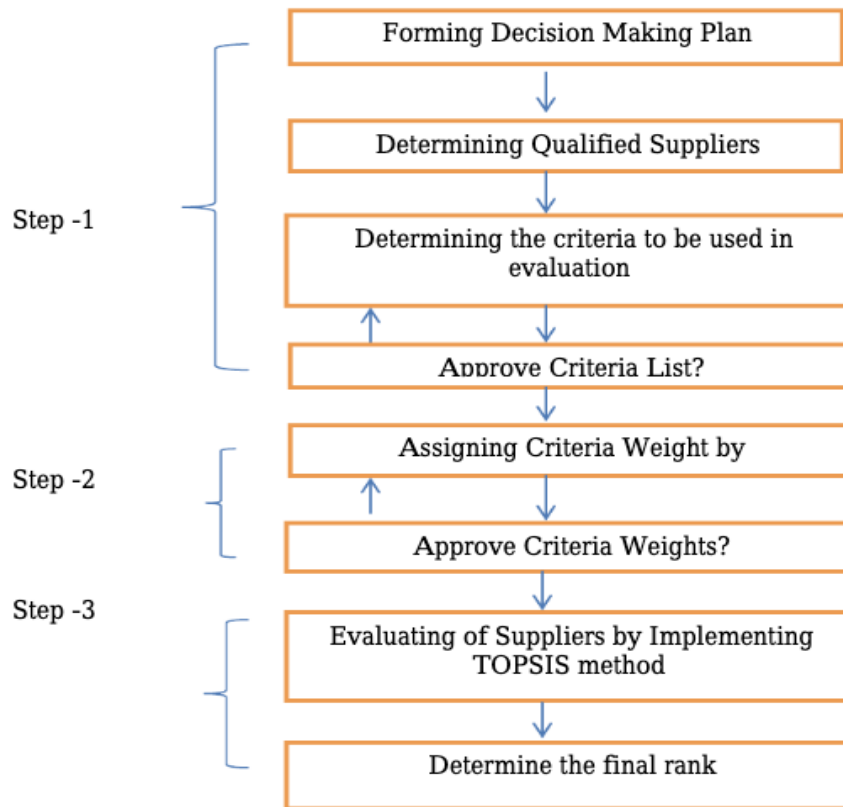 Forming Decision Making Plan
Determining Qualified Suppliers
Step -1
Determining the criteria to be used in
evaluation
Approve Criteria List?
Assigning Criteria Weight by
Step -2
Approve Criteria Weights?
Step -3
Evaluating of Suppliers by Implementing
TOPSIS method
Determine the final rank